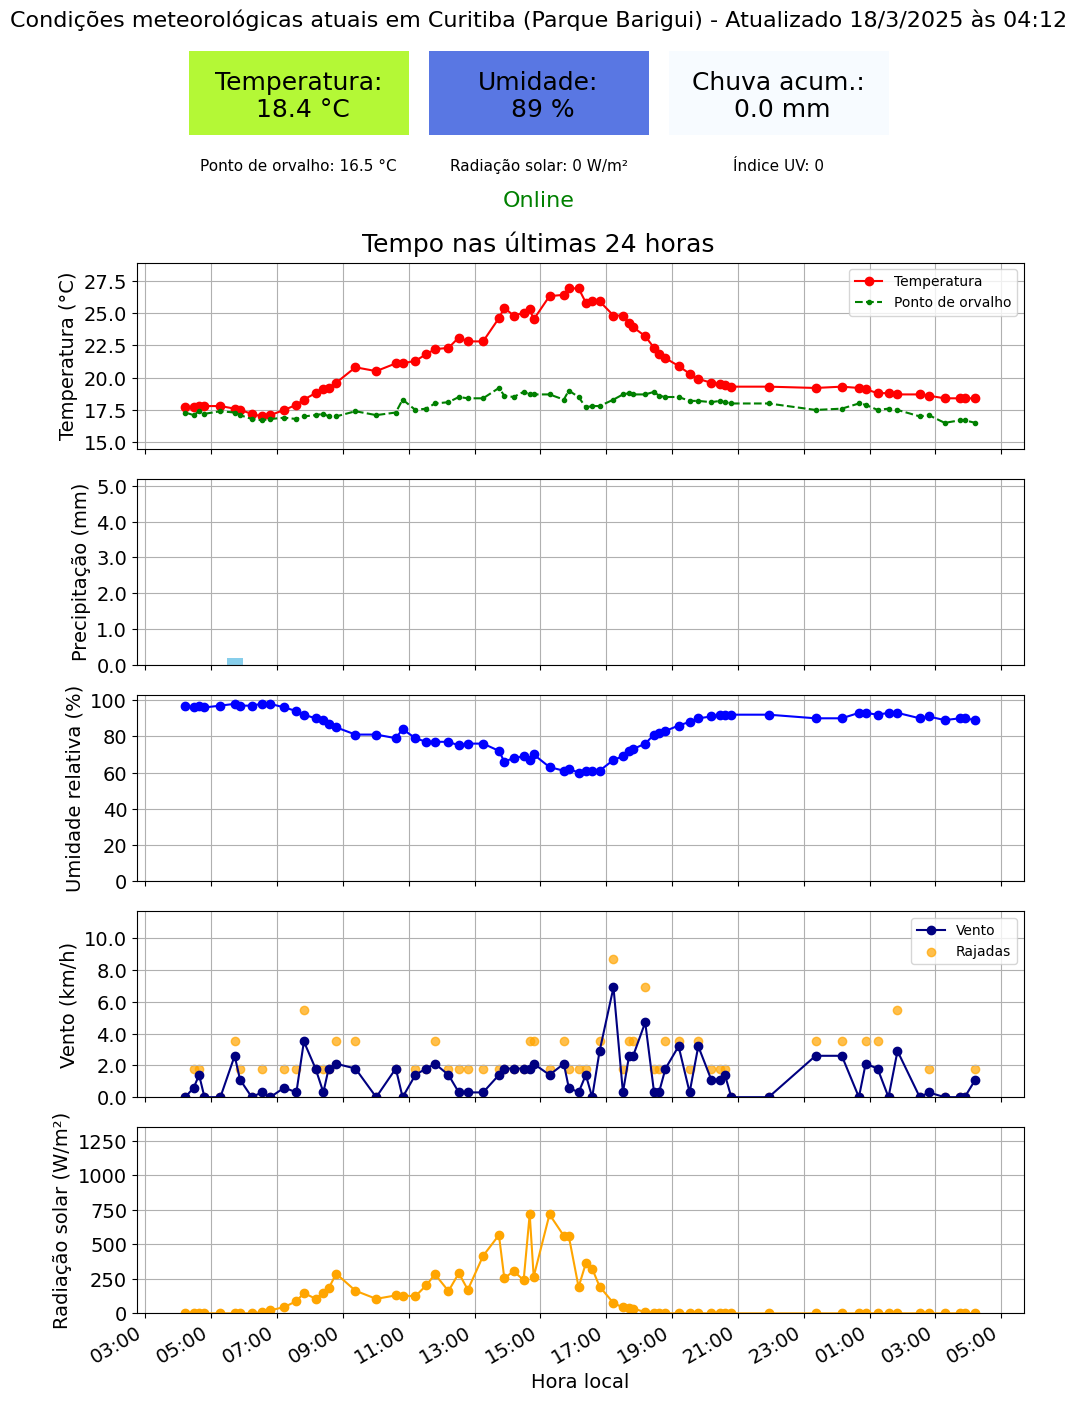 Condições meteorológicas atuais em Curitiba (Parque Barigui) - Atualizado 18/3/2025 às 04:12
Temperatura:
18.4 °C
Umidade:
89 %
Chuva acum.:
0.0 mm
Ponto de orvalho: 16.5 °C
Radiação solar: 0 W/m²
Índice UV: 0
Online
Tempo nas últimas 24 horas
Temperatura (°C)
27.5
25.0
22.5
20.0
17.5
15.0
Temperatura
Ponto de orvalho
Precipitação (mm)
5.0
4.0
3.0
2.0
1.0
0.0
Umidade relativa (%)
100
80
60
40
20
0
Vento (km/h)
10.0
8.0
6.0
4.0
2.0
0.0
Vento
Rajadas
Radiação solar (W/m²)
1250
1000
750
500
250
0
03:00 05:00 07:00 09:00 11:00 13:00 15:00 17:00 19:00 21:00 23:00 01:00 03:00 05:00
Hora local